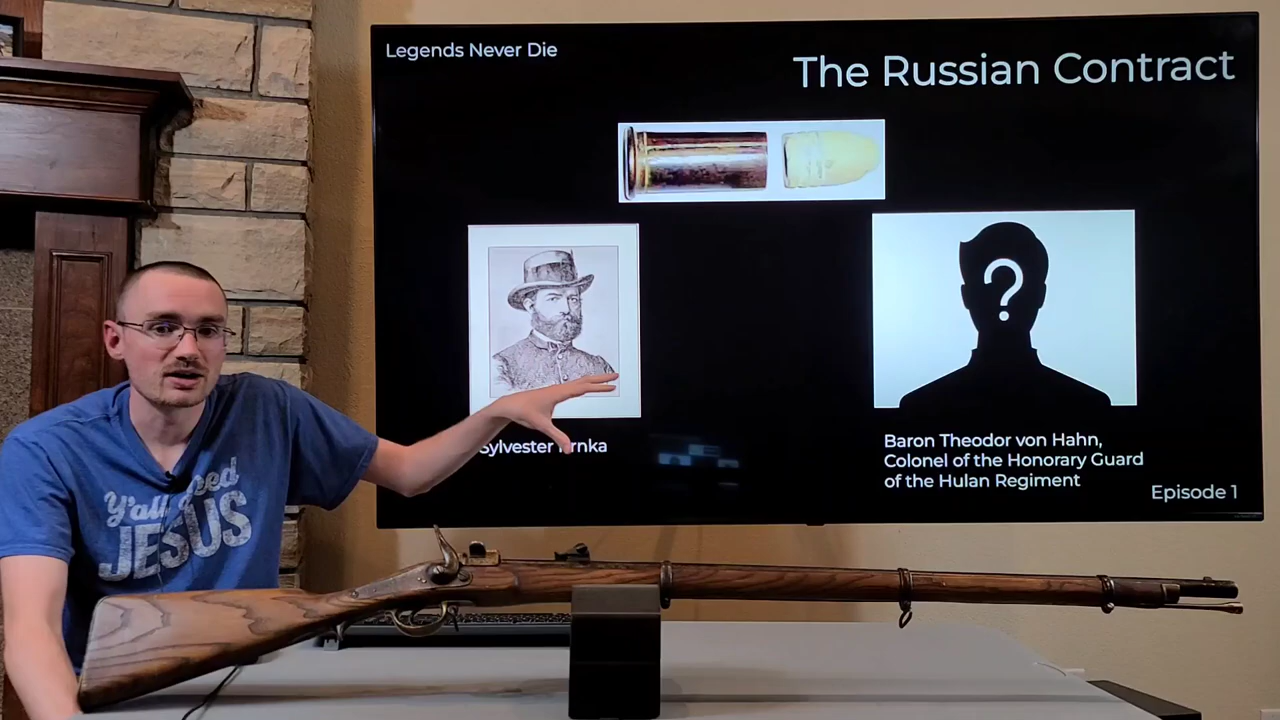 Legends Never Die
The Russian Contract
Sylvester
Baron Theodor von Hahn,
Colonel of the Honorary Guard
of the Hulan Regiment
Episode 1
Y'all need
JESUS